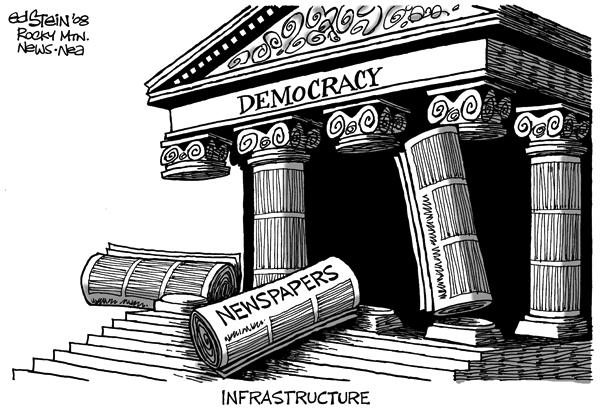 ED STEIN '08
ROCKY MTN.
NEWS·NEA
DEMOCRACY
NEWSPAPERS
INFRASTRUCTURE